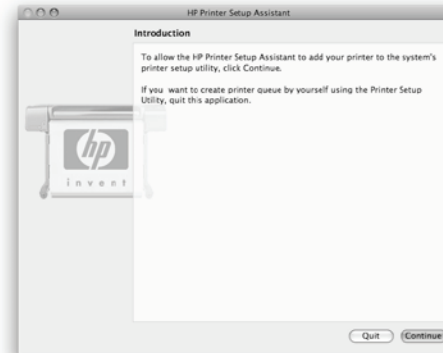 HP Printer Setup Assistant
Introduction
To allow the HP Printer Setup Assistant to add your printer to the system's
printer setup utility, click Continue.
If you want to create printer queue by yourself using the Printer Setup
Utility, quit this application.
hp
invent
Quit
Continue